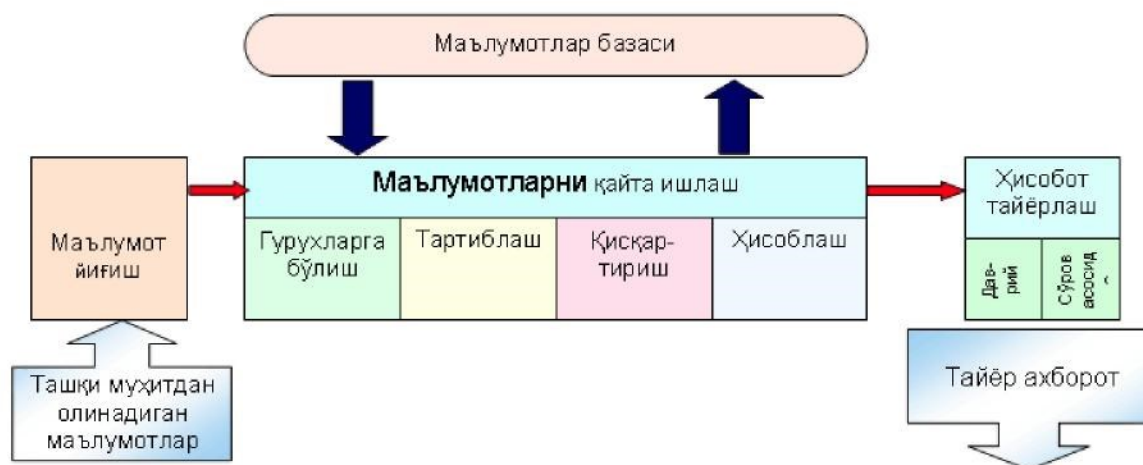 Маълумотлар базаси
Маълумот
йиғиш
Маълумотларни қайта ишлаш
Гурухларга
бўлиш
Тартиблаш
Қисқар-
тириш
Ҳисоблаш
Ҳисобот
тайёрлаш
Дав-
рий
Сўров
асосид
Ташқи муҳитдан
олинадиган
маълумотлар
Тайёр ахборот